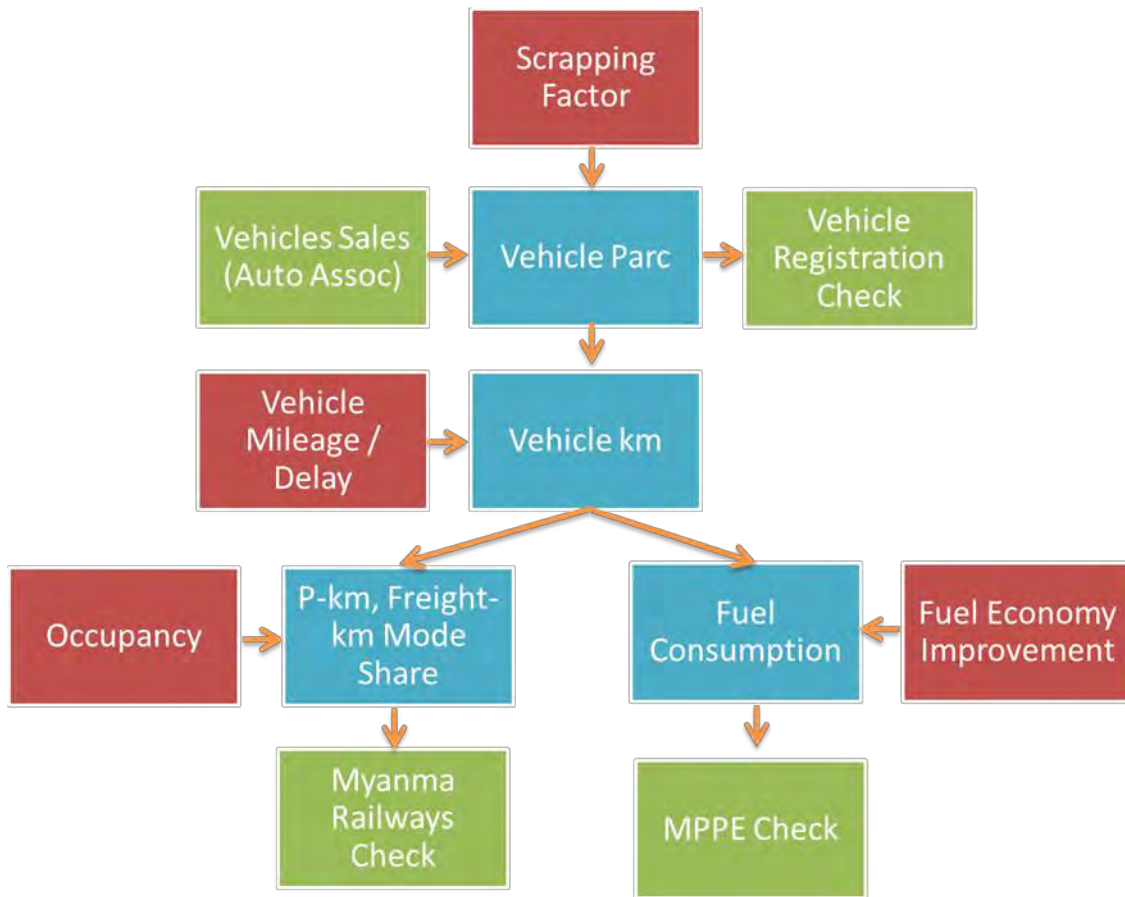 Scrapping
Factor
Vehicles Sales
(Auto Assoc)
Vehicle Parc
Vehicle
Registration
Check
Vehicle
Mileage /
Delay
Vehicle km
Occupancy
P-km, Freight-
km Mode
Share
Fuel
Consumption
Fuel Economy
Improvement
Myanma
Railways
Check
MPPE Check